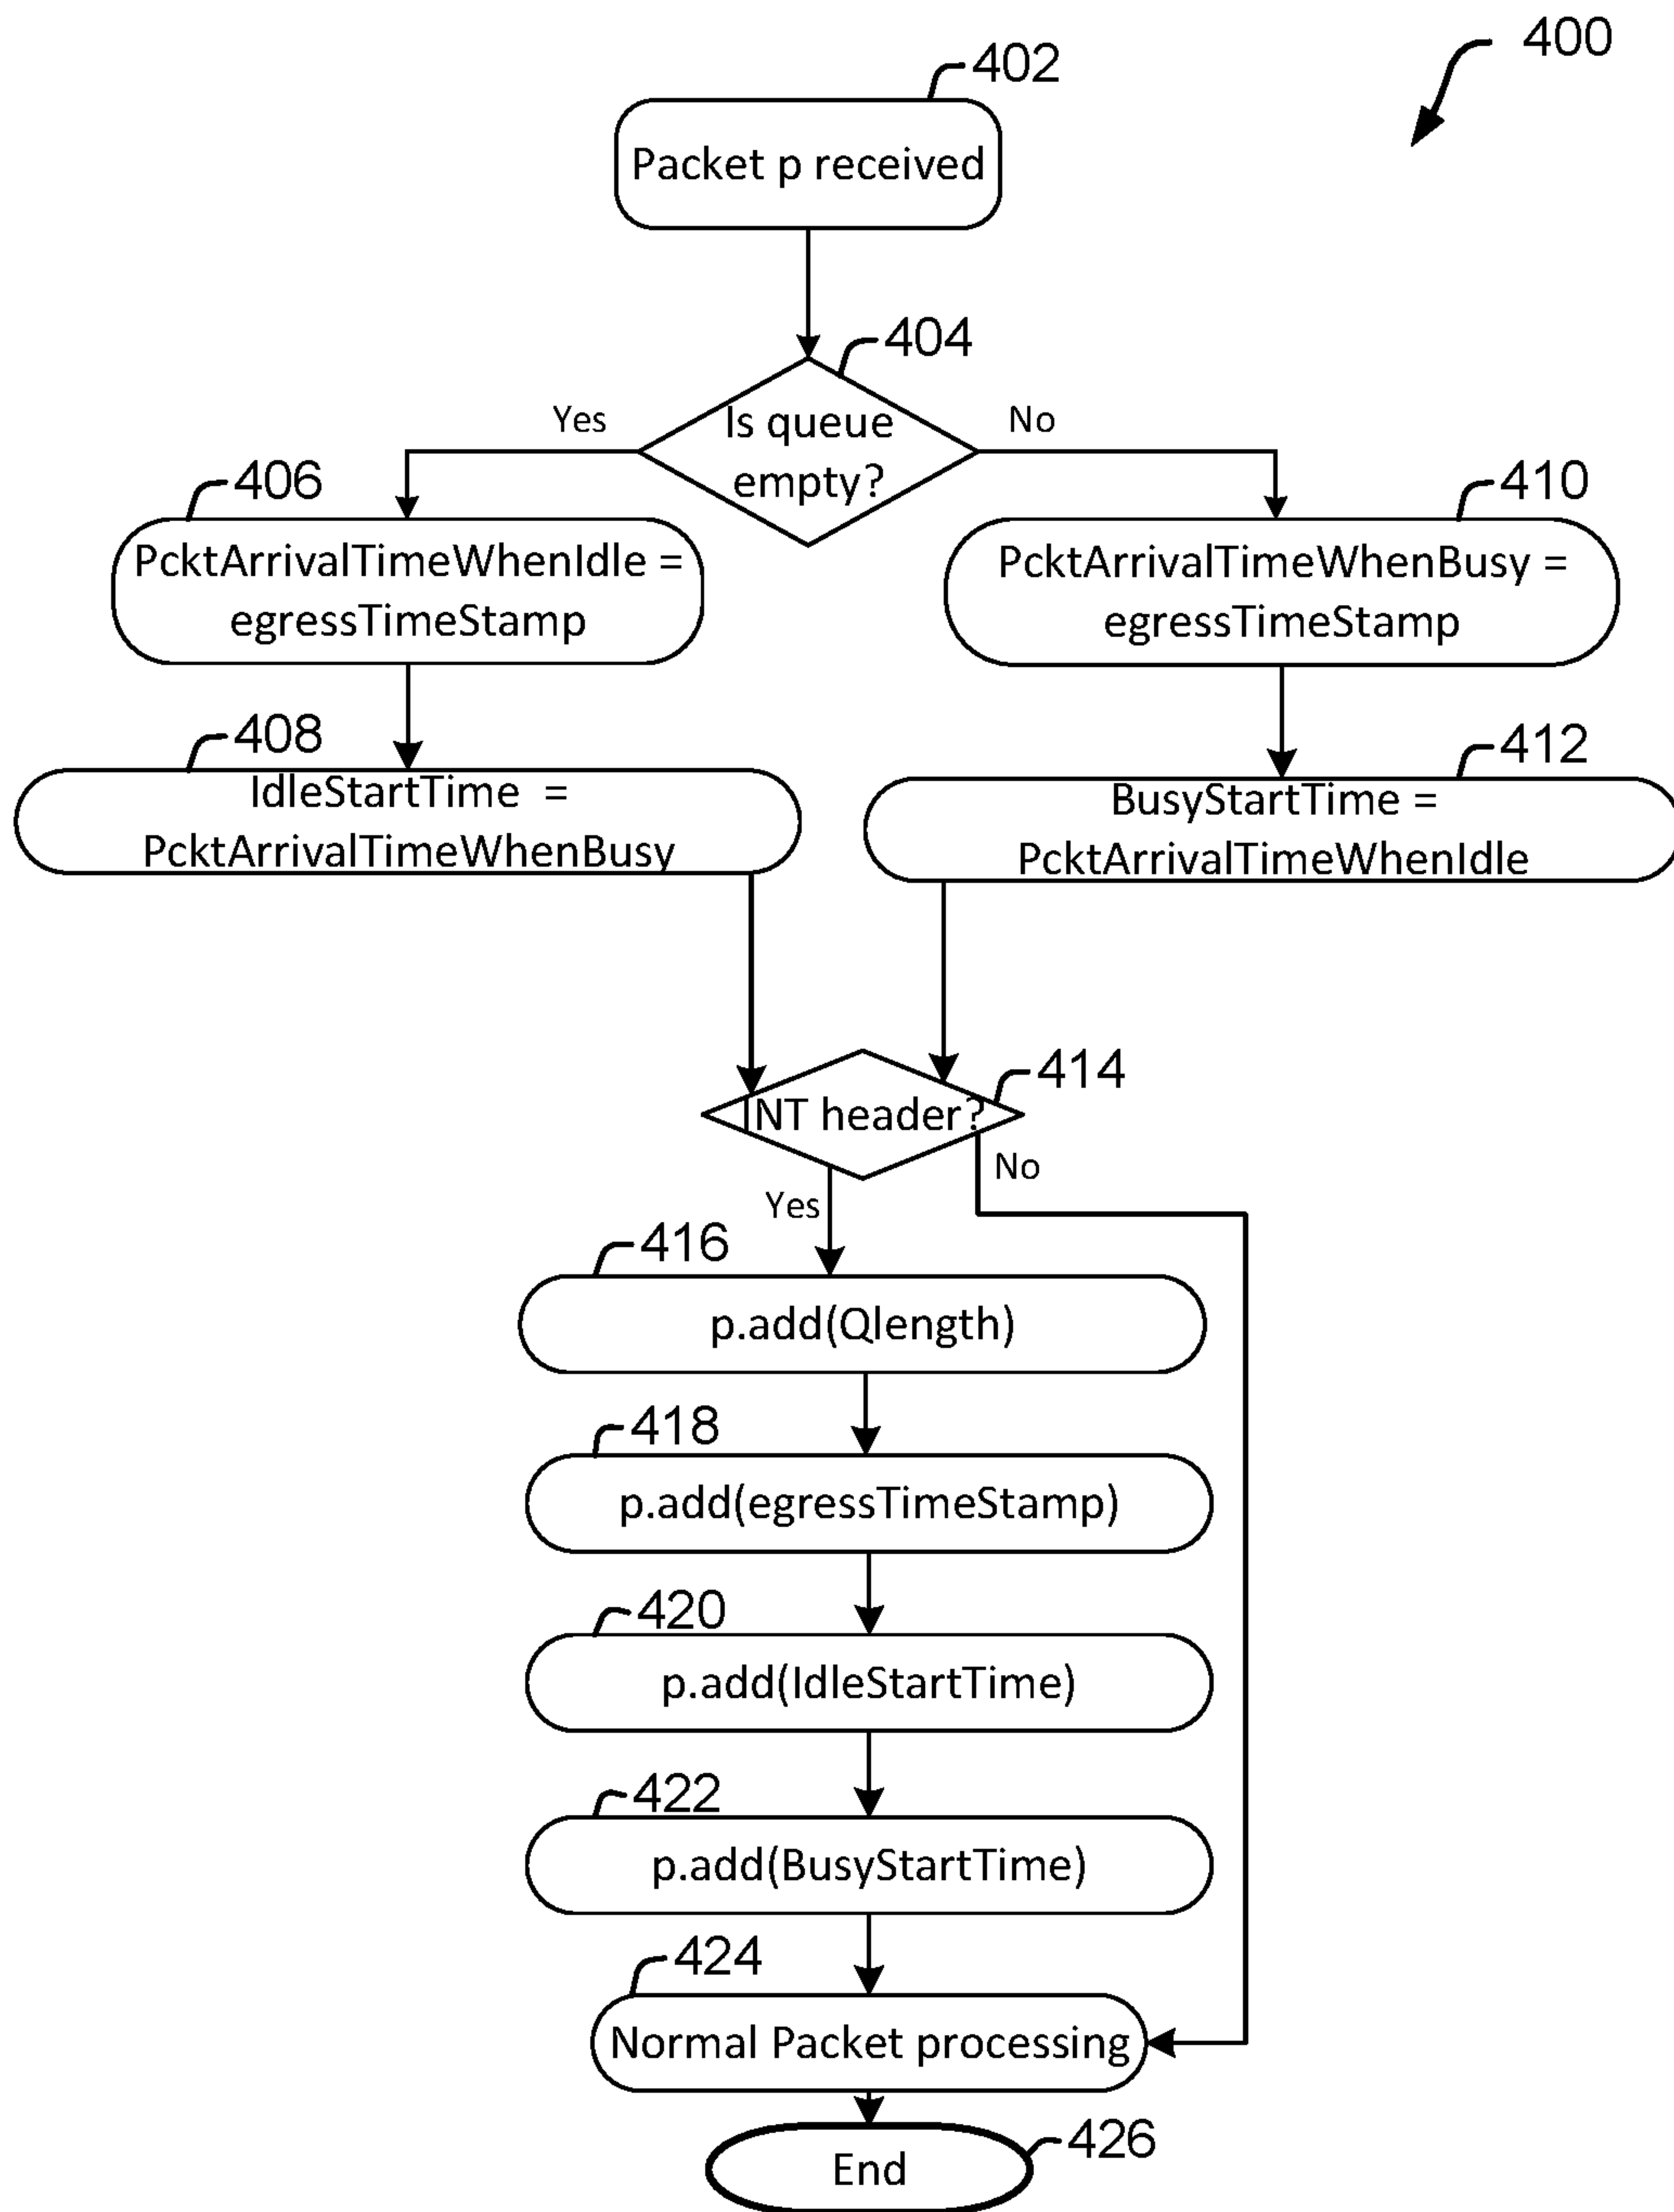 400
402
Packet p received
404
Is queue
empty?
Yes
No
406
PcktArrivalTimeWhenIdle =
egressTimeStamp
410
PcktArrivalTimeWhenBusy =
egressTimeStamp
408
IdleStartTime =
PcktArrivalTimeWhenBusy
412
BusyStartTime =
PcktArrivalTimeWhenIdle
414
INT header?
Yes
No
416
p.add(Qlength)
418
p.add(egressTimeStamp)
420
p.add(IdleStartTime)
422
p.add(BusyStartTime)
424
Normal Packet processing
426
End